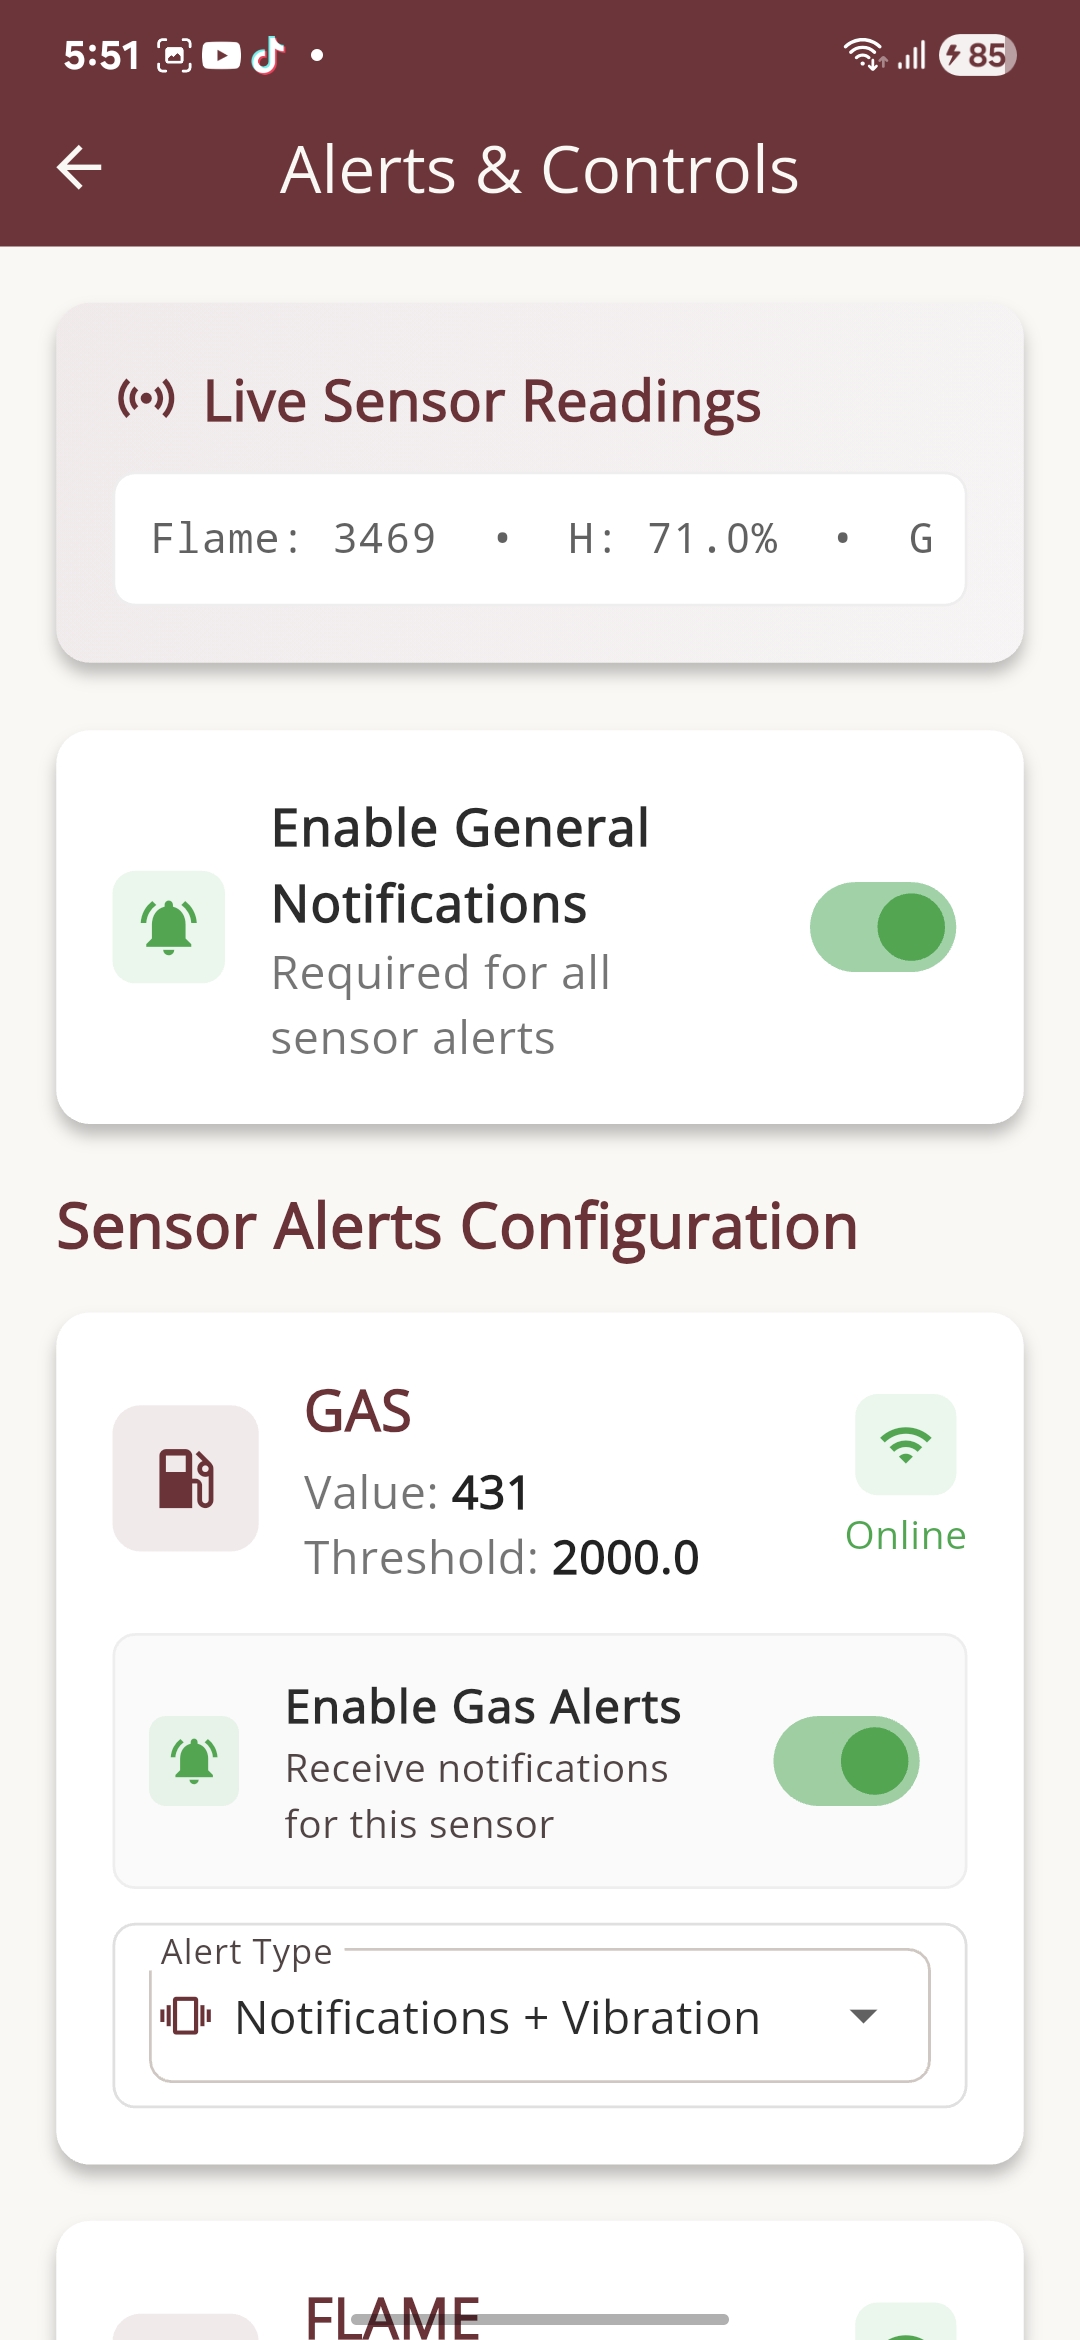 5:51
85
Alerts & Controls
Live Sensor Readings
Flame: 3469 • H: 71.0% • G
Enable General
Notifications
Required for all
sensor alerts
Sensor Alerts Configuration
GAS
Value: 431
Threshold: 2000.0
Online
Enable Gas Alerts
Receive notifications
for this sensor
Alert Type
Notifications + Vibration
FLAME